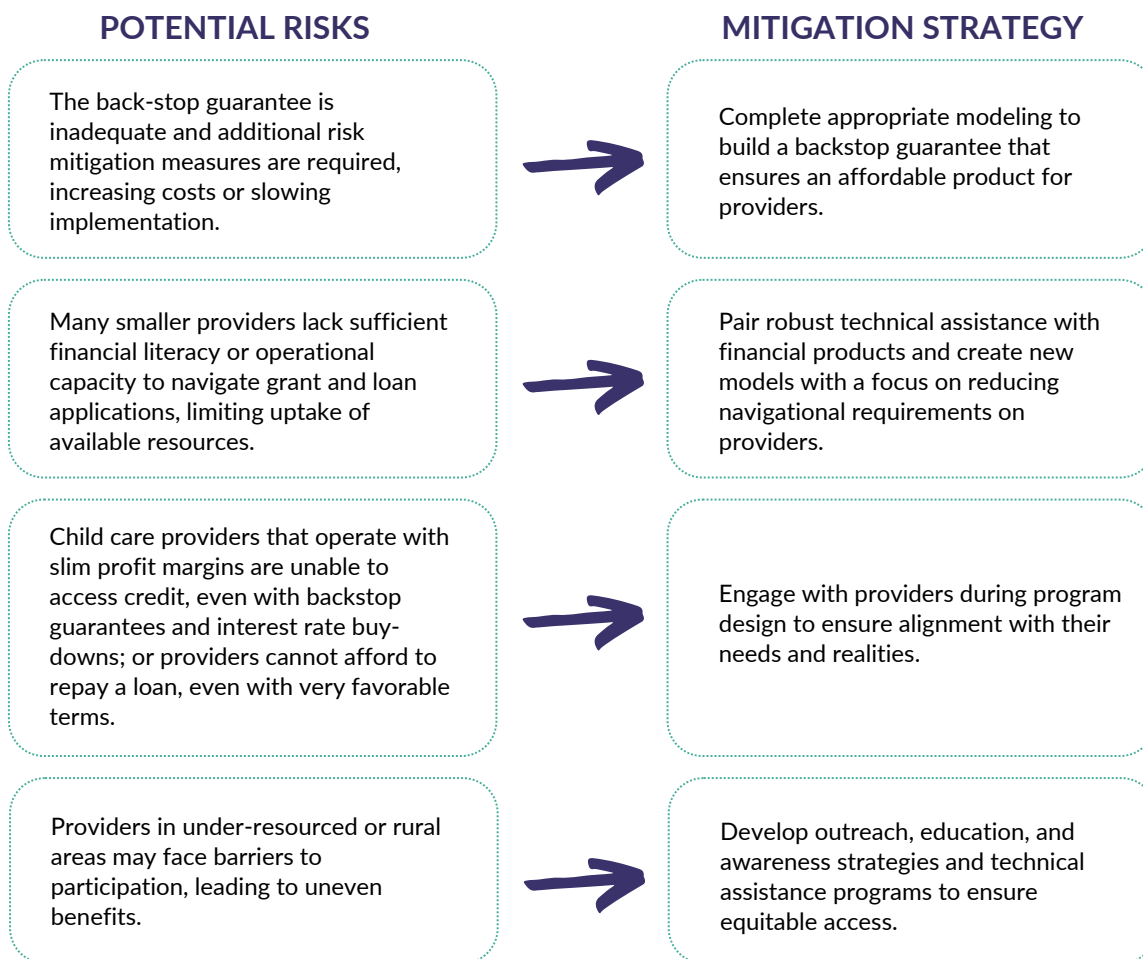 POTENTIAL RISKS
MITIGATION STRATEGY
The back-stop guarantee is
inadequate and additional risk
mitigation measures are required,
increasing costs or slowing
implementation.
Complete appropriate modeling to
build a backstop guarantee that
ensures an affordable product for
providers.
Many smaller providers lack sufficient
financial literacy or operational
capacity to navigate grant and loan
applications, limiting uptake of
available resources.
Pair robust technical assistance with
financial products and create new
models with a focus on reducing
navigational requirements on
providers.
Child care providers that operate with
slim profit margins are unable to
access credit, even with backstop
guarantees and interest rate buy-
downs; or providers cannot afford to
repay a loan, even with very favorable
terms.
Engage with providers during program
design to ensure alignment with their
needs and realities.
Providers in under-resourced or rural
areas may face barriers to
participation, leading to uneven
benefits.
Develop outreach, education, and
awareness strategies and technical
assistance programs to ensure
equitable access.